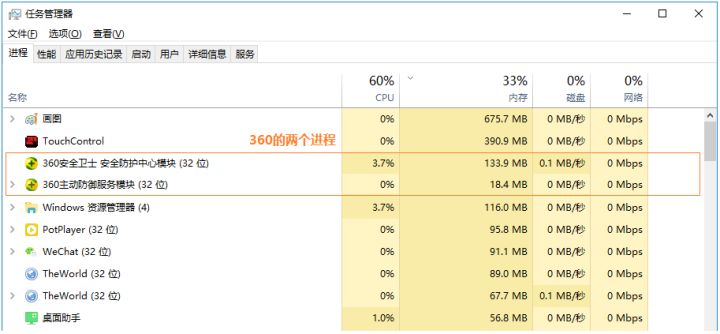 任务管理器
文件(F) 选项(O) 查看(V)
进程 性能 应用历史记录 启动 用户 详细信息 服务
60% 33% 0% 0%
名称 CPU 内存 磁盘 网络
画图 0% 675.7 MB 0 MB/秒 0 Mbps
TouchControl 0% 390.9 MB 0 MB/秒 0 Mbps
360的两个进程
360安全卫士 安全防护中心模块 (32 位) 3.7% 133.9 MB 0.1 MB/秒 0 Mbps
360主动防御服务模块 (32 位) 0% 18.4 MB 0 MB/秒 0 Mbps
Windows 资源管理器 (4) 3.7% 116.0 MB 0 MB/秒 0 Mbps
PotPlayer (32 位) 0% 95.8 MB 0 MB/秒 0 Mbps
WeChat (32 位) 0% 91.1 MB 0 MB/秒 0 Mbps
TheWorld (32 位) 0% 89.0 MB 0 MB/秒 0 Mbps
TheWorld (32 位) 0% 67.7 MB 0.1 MB/秒 0 Mbps
桌面助手 1.0% 56.8 MB 0 MB/秒 0 Mbps